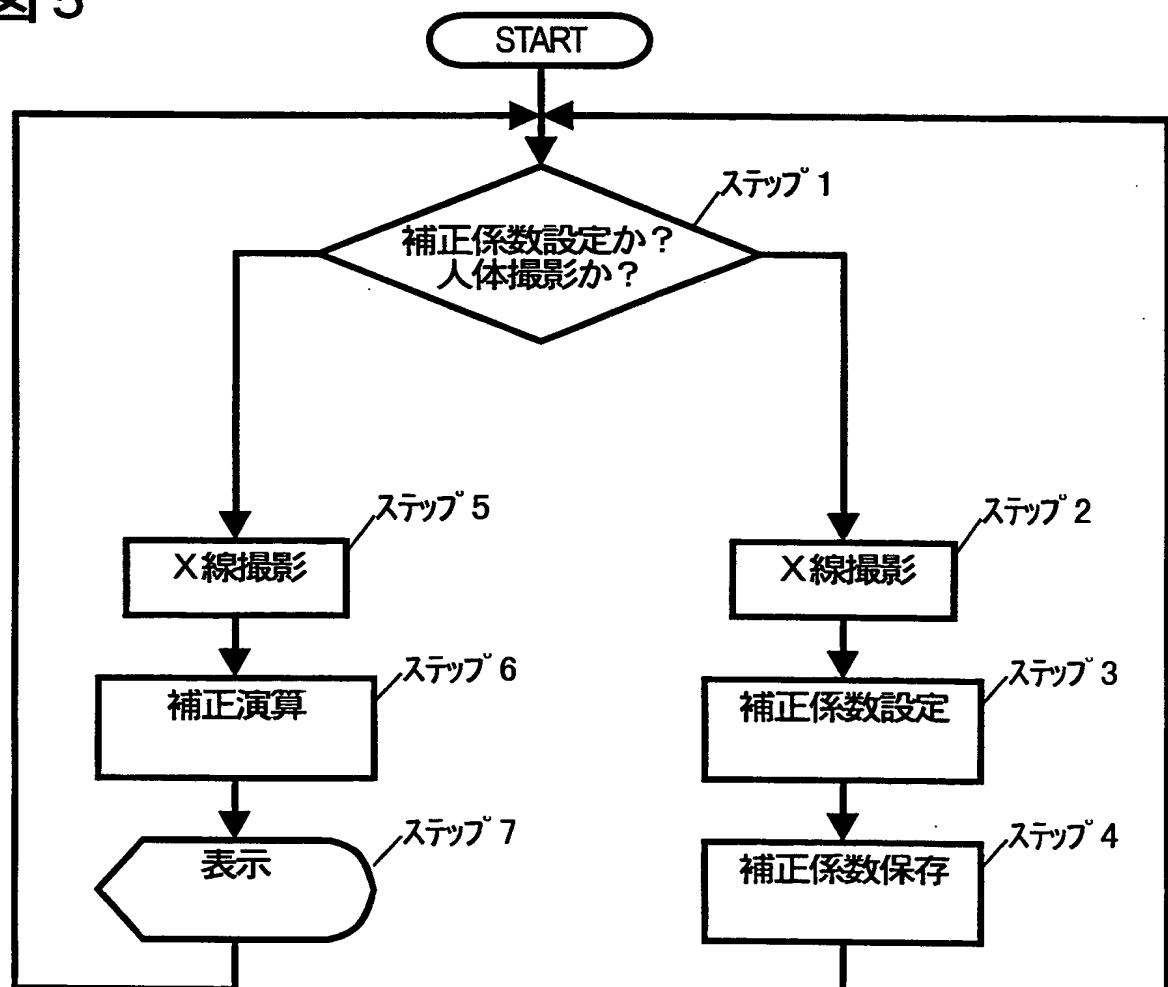 図5
START
ステップ 1
補正係数設定か？
人体撮影か？
ステップ 5
X線撮影
ステップ 6
補正演算
ステップ 7
表示
ステップ 2
X線撮影
ステップ 3
補正係数設定
ステップ 4
補正係数保存